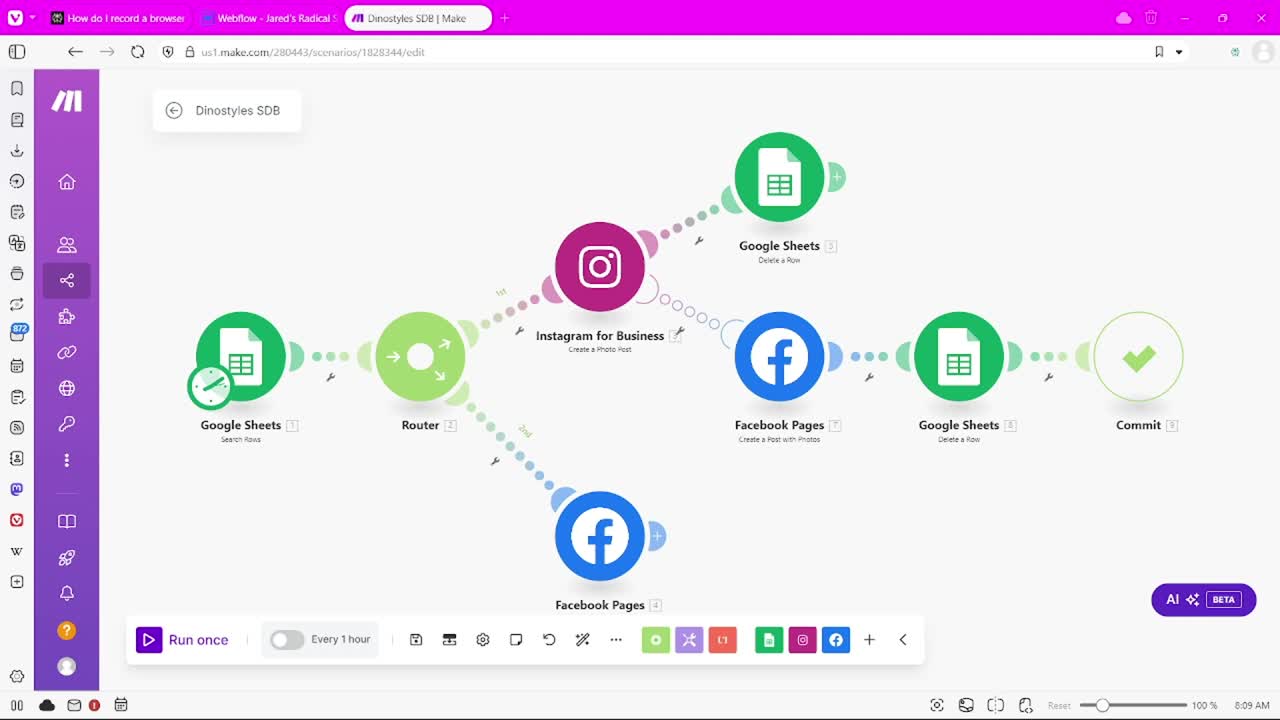 How do i record a browser
Webflow - Jared's Radical S
Dinostyles SDB | Make
us1.make.com/280443/scenarios/1828344/edit
Dinostyles SDB
Google Sheets 5
Delete a Row
1st
Instagram for Business
Create a Photo Post
872
Google Sheets 1
Search Rows
Router 2
Facebook Pages 7
Create a Post with Photos
Google Sheets 8
Delete a Row
Commit 9
2nd
Facebook Pages 4
AI BETA
Run once
Every 1 hour
Reset
100 %
8:09 AM